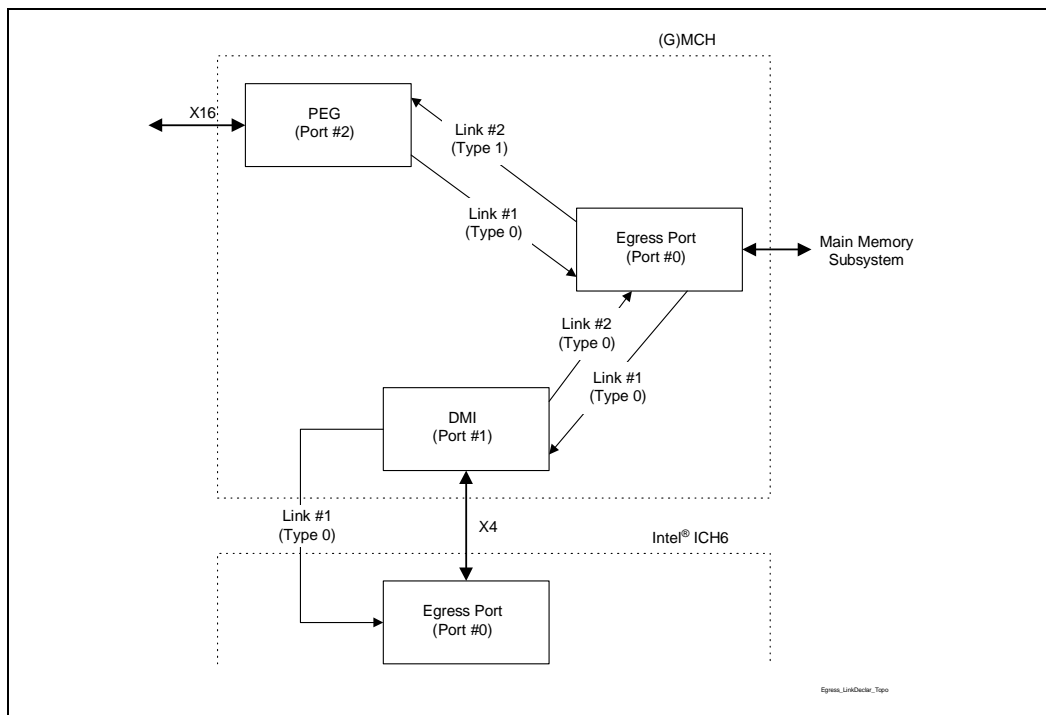 (G)MCH
X16
PEG
(Port #2)
Link #2
(Type 1)
Link #1
(Type 0)
Egress Port
(Port #0)
Main Memory
Subsystem
Link #2
(Type 0)
Link #1
(Type 0)
DMI
(Port #1)
Link #1
(Type 0)
X4
Intel® ICH6
Egress Port
(Port #0)
Egress_LinkDeclar_Topo